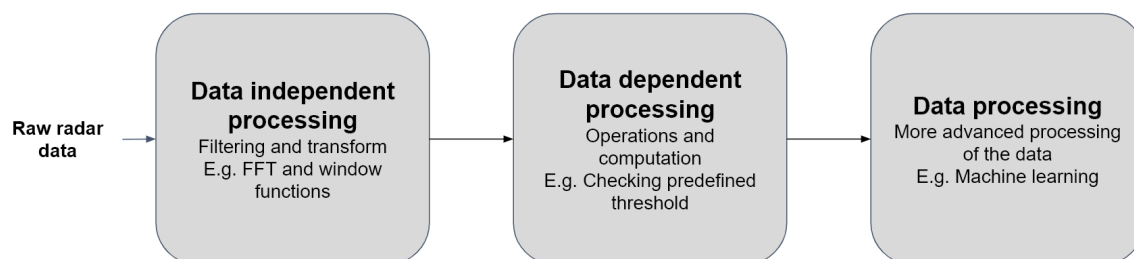 Raw radar
data
Data independent
processing
Filtering and transform
E.g. FFT and window
functions
Data dependent
processing
Operations and
computation
E.g. Checking predefined
threshold
Data processing
More advanced processing
of the data
E.g. Machine learning